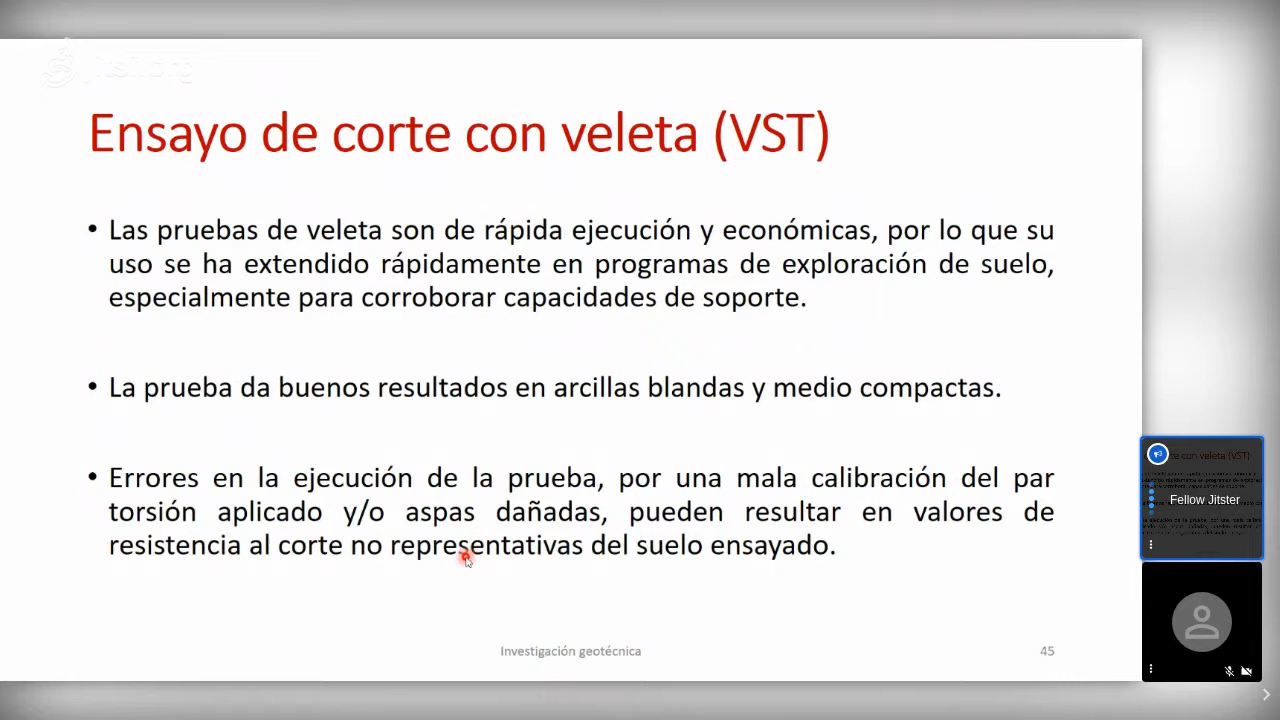 jitsi.org
Ensayo de corte con veleta (VST)
• Las pruebas de veleta son de rápida ejecución y económicas, por lo que su
uso se ha extendido rápidamente en programas de exploración de suelo,
especialmente para corroborar capacidades de soporte.
• La prueba da buenos resultados en arcillas blandas y medio compactas.
• Errores en la ejecución de la prueba, por una mala calibración del par
torsión aplicado y/o aspas dañadas, pueden resultar en valores de
resistencia al corte no representativas del suelo ensayado.
Investigación geotécnica
45
Fellow Jitster